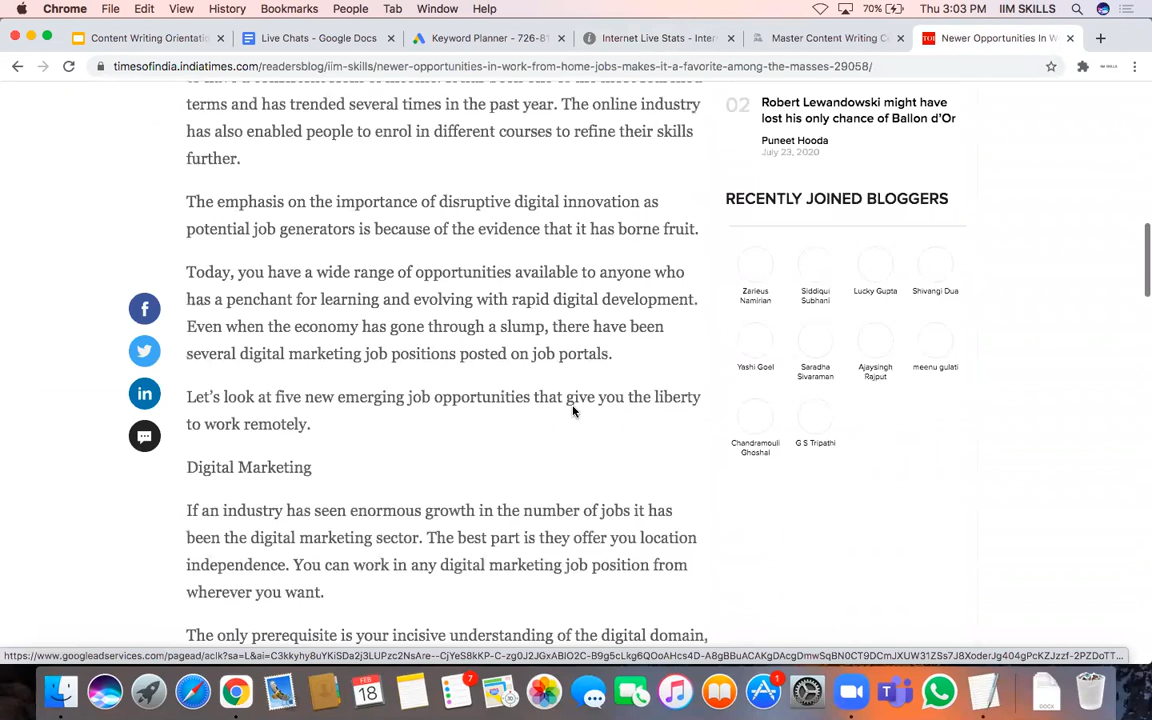 Chrome File Edit View History Bookmarks People Tab Window Help 70% Thu 3:03 PM IIM SKILLS
Content Writing Orientatio × Live Chats - Google Docs × Keyword Planner - 726-81 × Internet Live Stats - Inter × Master Content Writing C × TOI Newer Opportunities In W × +
timesofindia.indiatimes.com/readersblog/iim-skills/newer-opportunities-in-work-from-home-jobs-makes-it-a-favorite-among-the-masses-29058/
terms and has trended several times in the past year. The online industry
has also enabled people to enrol in different courses to refine their skills
further.
The emphasis on the importance of disruptive digital innovation as
potential job generators is because of the evidence that it has borne fruit.
Today, you have a wide range of opportunities available to anyone who
has a penchant for learning and evolving with rapid digital development.
Even when the economy has gone through a slump, there have been
several digital marketing job positions posted on job portals.
Let's look at five new emerging job opportunities that give you the liberty
to work remotely.
Digital Marketing
If an industry has seen enormous growth in the number of jobs it has
been the digital marketing sector. The best part is they offer you location
independence. You can work in any digital marketing job position from
wherever you want.
The only prerequisite is your incisive understanding of the digital domain,
02
Robert Lewandowski might have
lost his only chance of Ballon d'Or
Puneet Hooda
July 23, 2020
RECENTLY JOINED BLOGGERS
Zarieus Namirian
Siddiqui Subhani
Lucky Gupta
Shivangi Dua
Yashi Goel
Saradha Sivaraman
Ajaysingh Rajput
meenu gulati
Chandramouli Ghoshal
G S Tripathi
FEB
18
7
1
DOCX